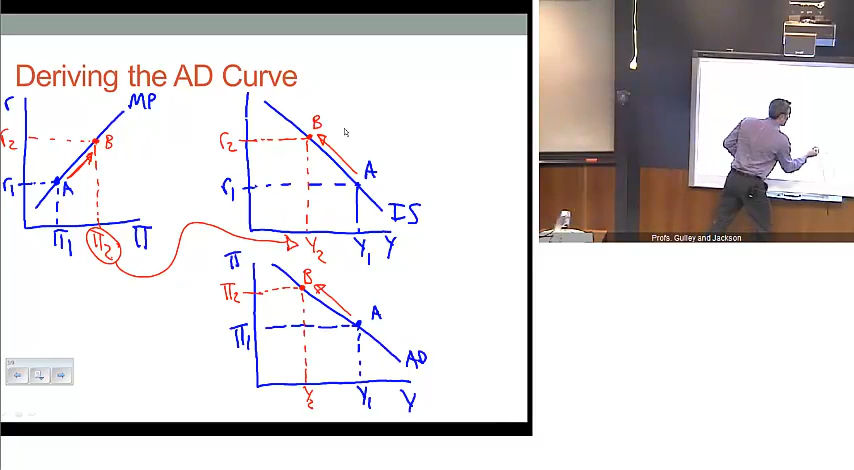 Deriving the AD Curve
r
MP
r₂
B
r₁
A
π₁
π₂
π
r₂
B
r₁
A
IS
Y₂
Y₁
Y
π
π₂
B
π₁
A
AD
Y₂
Y₁
Y
Profs. Gulley and Jackson